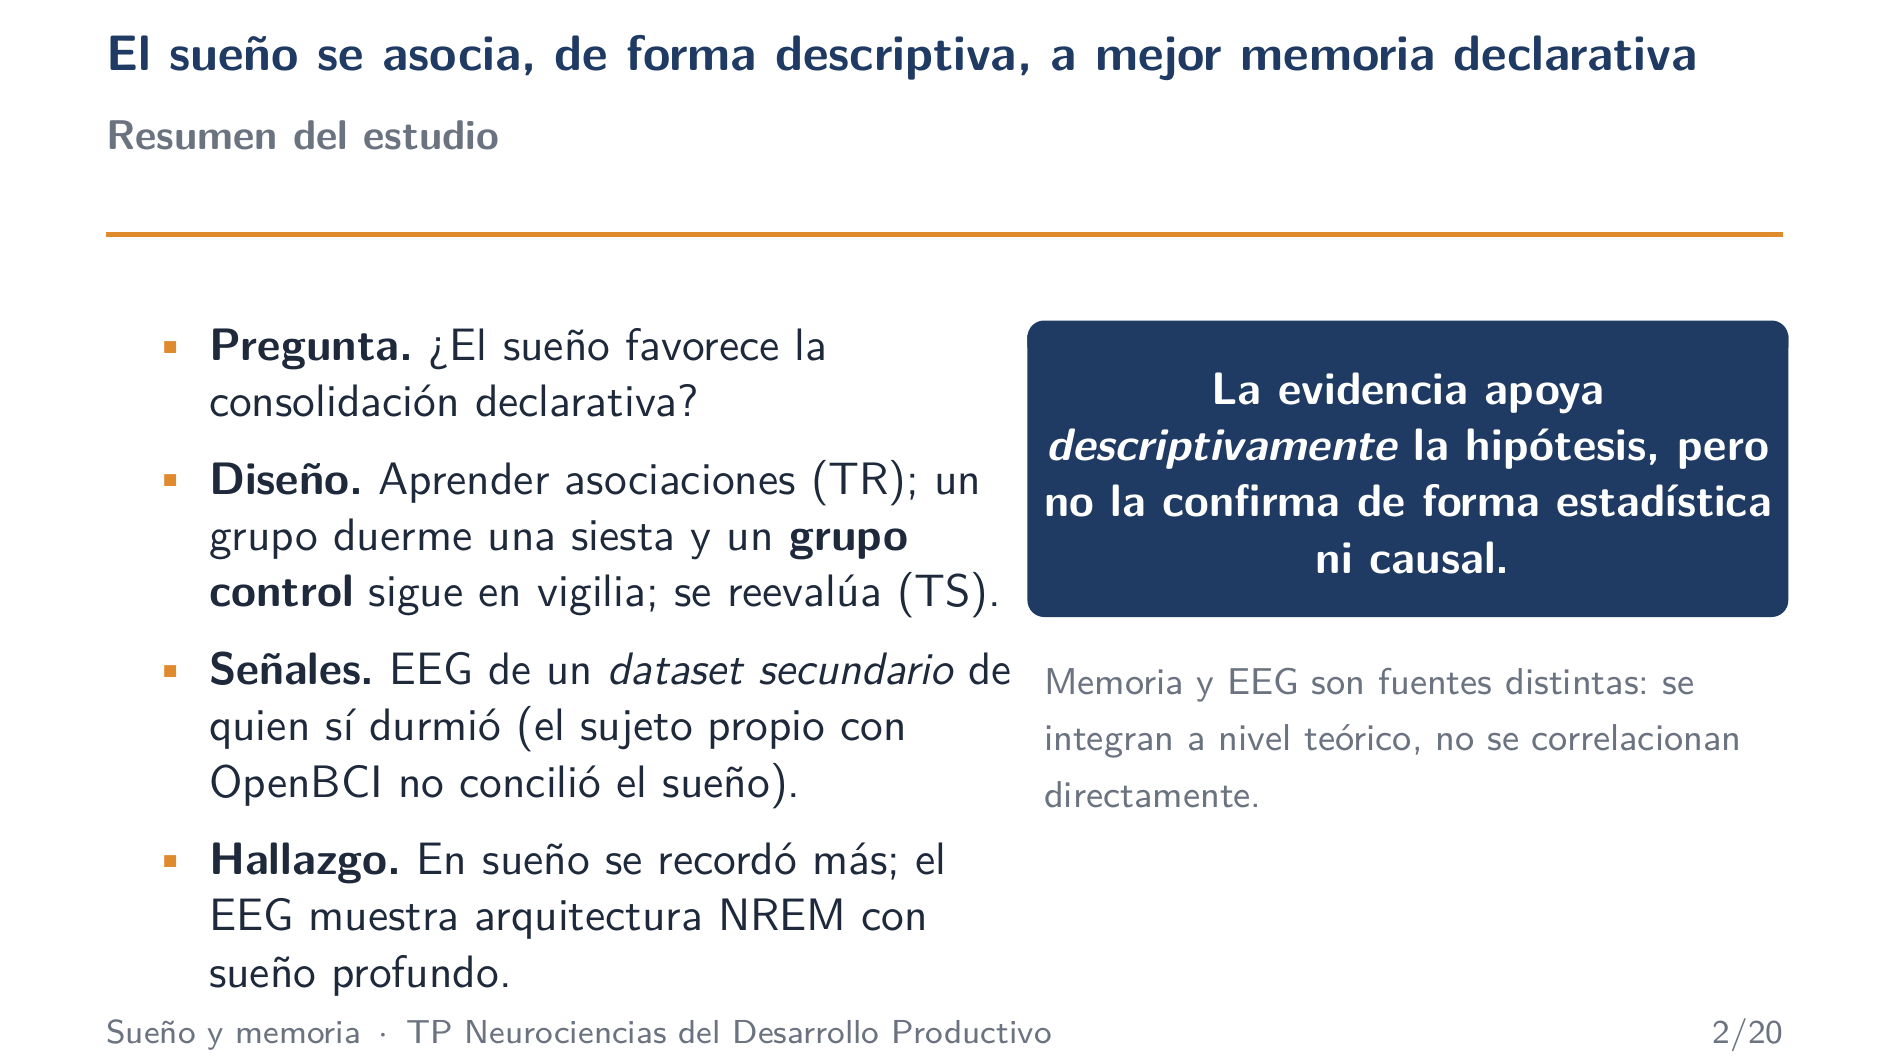 El sueño se asocia, de forma descriptiva, a mejor memoria declarativa
Resumen del estudio
Pregunta. ¿El sueño favorece la
consolidación declarativa?
Diseño. Aprender asociaciones (TR); un
grupo duerme una siesta y un grupo
control sigue en vigilia; se reevalúa (TS).
Señales. EEG de un dataset secundario de
quien sí durmió (el sujeto propio con
OpenBCI no concilió el sueño).
Hallazgo. En sueño se recordó más; el
EEG muestra arquitectura NREM con
sueño profundo.
La evidencia apoya
descriptivamente la hipótesis, pero
no la confirma de forma estadística
ni causal.
Memoria y EEG son fuentes distintas: se
integran a nivel teórico, no se correlacionan
directamente.
Sueño y memoria · TP Neurociencias del Desarrollo Productivo
2/20